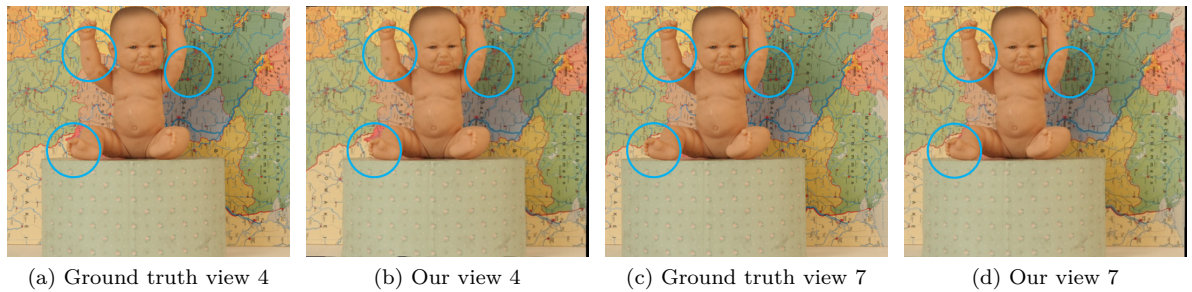 (a) Ground truth view 4
(b) Our view 4
(c) Ground truth view 7
(d) Our view 7